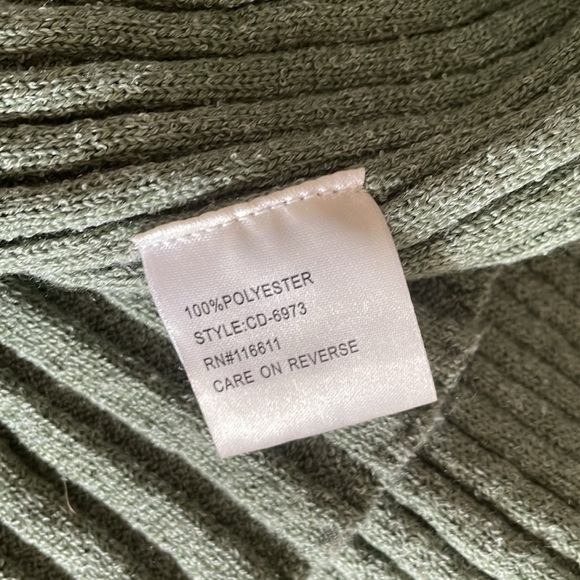 100%POLYESTER
STYLE:CD-6973
RN#116611
CARE ON REVERSE